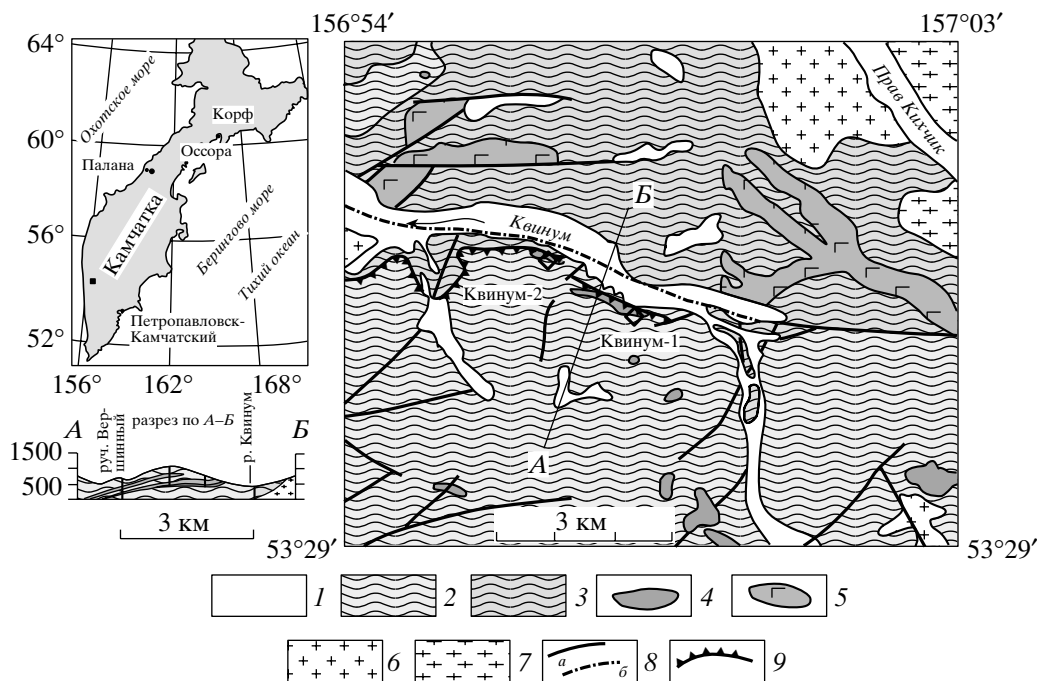 156°54′
157°03′
64°
60°
56°
52°
156°
162°
168°
Охотское море
Корф
Оссора
Палана
Камчатка
Берингово море
Тихий океан
Петропавловск-
Камчатский
Прав Кихчик
Б
Квинум
Квинум-2
Квинум-1
А
3 км
53°29′
53°29′
А
руч. Вер-
шинный
разрез по А–Б
р. Квинум
Б
1500
500
3 км
1
2
3
4
5
6
7
а
б
8
9